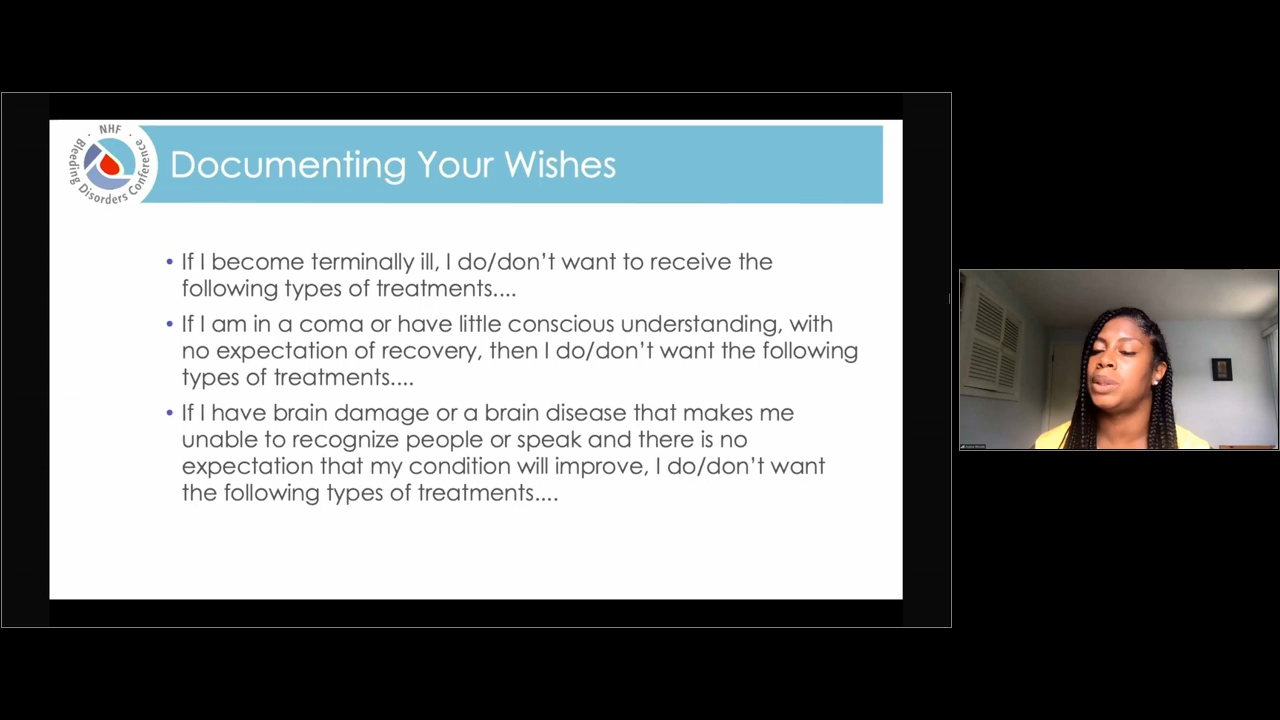 NHF
Bleeding Disorders Conference
Documenting Your Wishes
• If I become terminally ill, I do/don’t want to receive the
following types of treatments....
• If I am in a coma or have little conscious understanding, with
no expectation of recovery, then I do/don’t want the following
types of treatments....
• If I have brain damage or a brain disease that makes me
unable to recognize people or speak and there is no
expectation that my condition will improve, I do/don’t want
the following types of treatments....